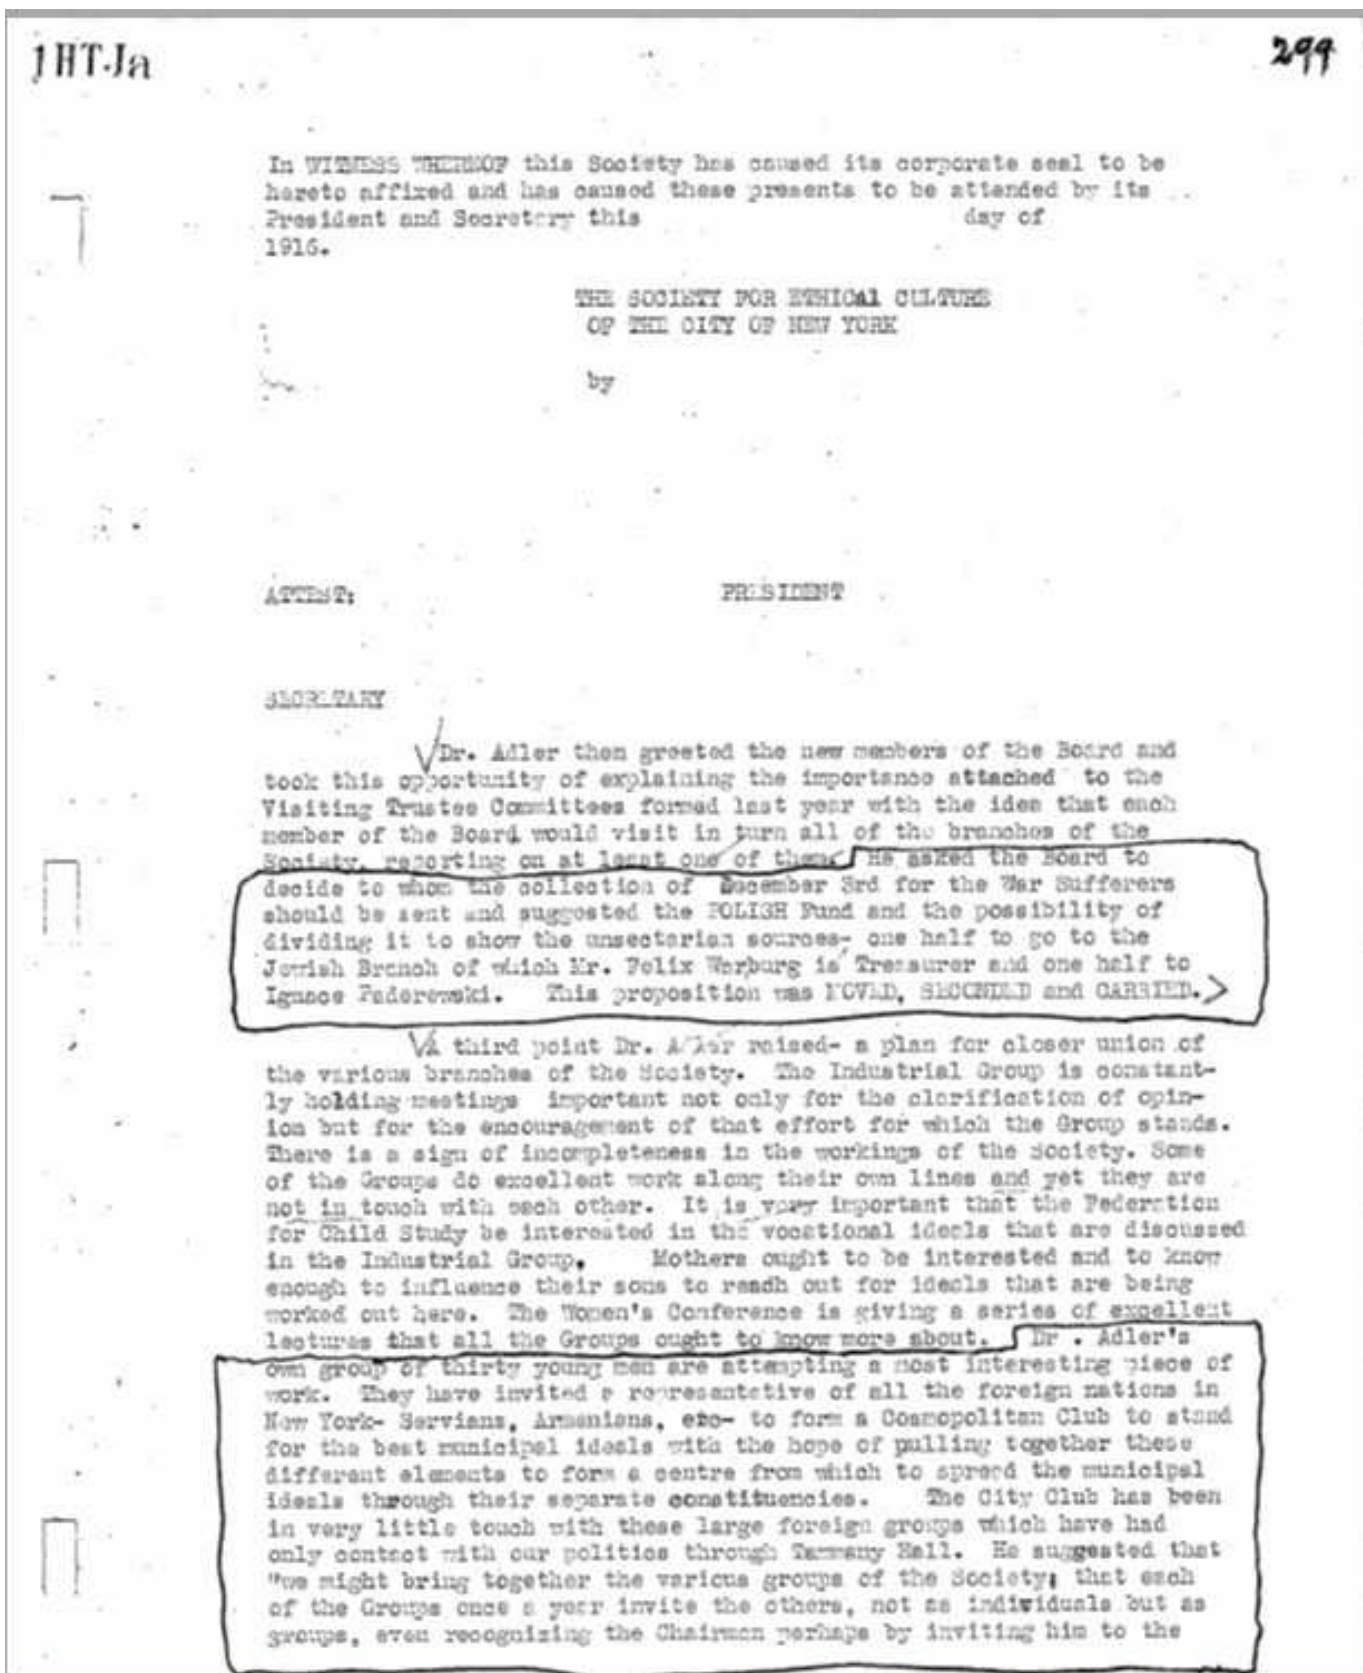 1HT-Ja
299
In WITNESS WHEREOF this Society has caused its corporate seal to be
hereto affixed and has caused these presents to be attended by its
President and Secretary this day of
1916.
THE SOCIETY FOR ETHICAL CULTURE
OF THE CITY OF NEW YORK
by
ATTEST: PRESIDENT
SECRETARY
Dr. Adler then greeted the new members of the Board and
took this opportunity of explaining the importance attached to the
Visiting Trustee Committees formed last year with the idea that each
member of the Board would visit in turn all of the branches of the
Society, reporting on at least one of them. He asked the Board to
decide to whom the collection of December 3rd for the War Sufferers
should be sent and suggested the POLISH Fund and the possibility of
dividing it to show the unsectarian sources- one half to go to the
Jewish Branch of which Mr. Felix Warburg is Treasurer and one half to
Ignace Paderewski. This proposition was MOVED, SECONDED and CARRIED.
A third point Dr. Adler raised- a plan for closer union of
the various branches of the Society. The Industrial Group is constant-
ly holding meetings important not only for the clarification of opin-
ion but for the encouragement of that effort for which the Group stands.
There is a sign of incompleteness in the workings of the Society. Some
of the Groups do excellent work along their own lines and yet they are
not in touch with each other. It is very important that the Federation
for Child Study be interested in the vocational ideals that are discussed
in the Industrial Group. Mothers ought to be interested and to know
enough to influence their sons to readh out for ideals that are being
worked out here. The Women's Conference is giving a series of excellent
lectures that all the Groups ought to know more about. Dr . Adler's
own group of thirty young men are attempting a most interesting piece of
work. They have invited a representative of all the foreign nations in
New York- Servians, Armenians, etc- to form a Cosmopolitan Club to stand
for the best municipal ideals with the hope of pulling together these
different elements to form a centre from which to spread the municipal
ideals through their separate constituencies. The City Club has been
in very little touch with these large foreign groups which have had
only contact with our politics through Tammany Hall. He suggested that
"we might bring together the various groups of the Society; that each
of the Groups once a year invite the others, not as individuals but as
groups, even recognizing the Chairman perhaps by inviting him to the